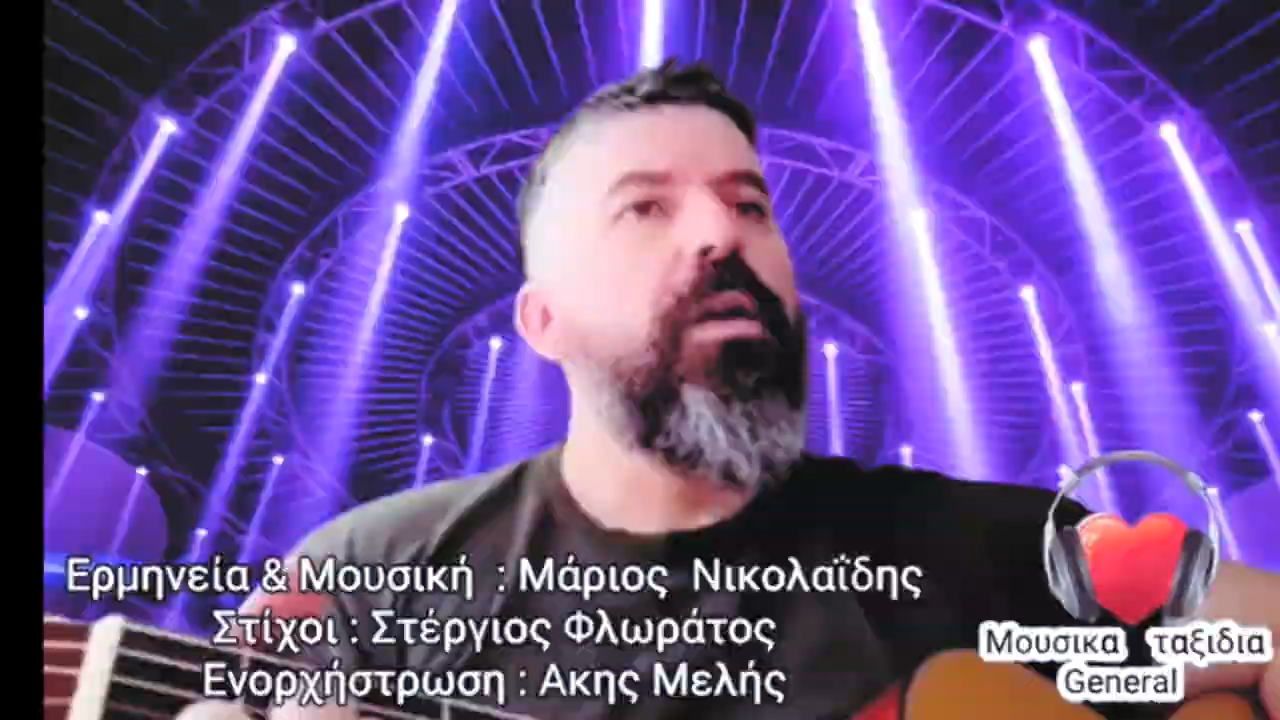 Ερμηνεία & Μουσική : Μάριος Νικολαΐδης
Στίχοι : Στέργιος Φλωράτος
Ενορχήστρωση : Ακης Μελής
Μουσικα ταξιδια
General